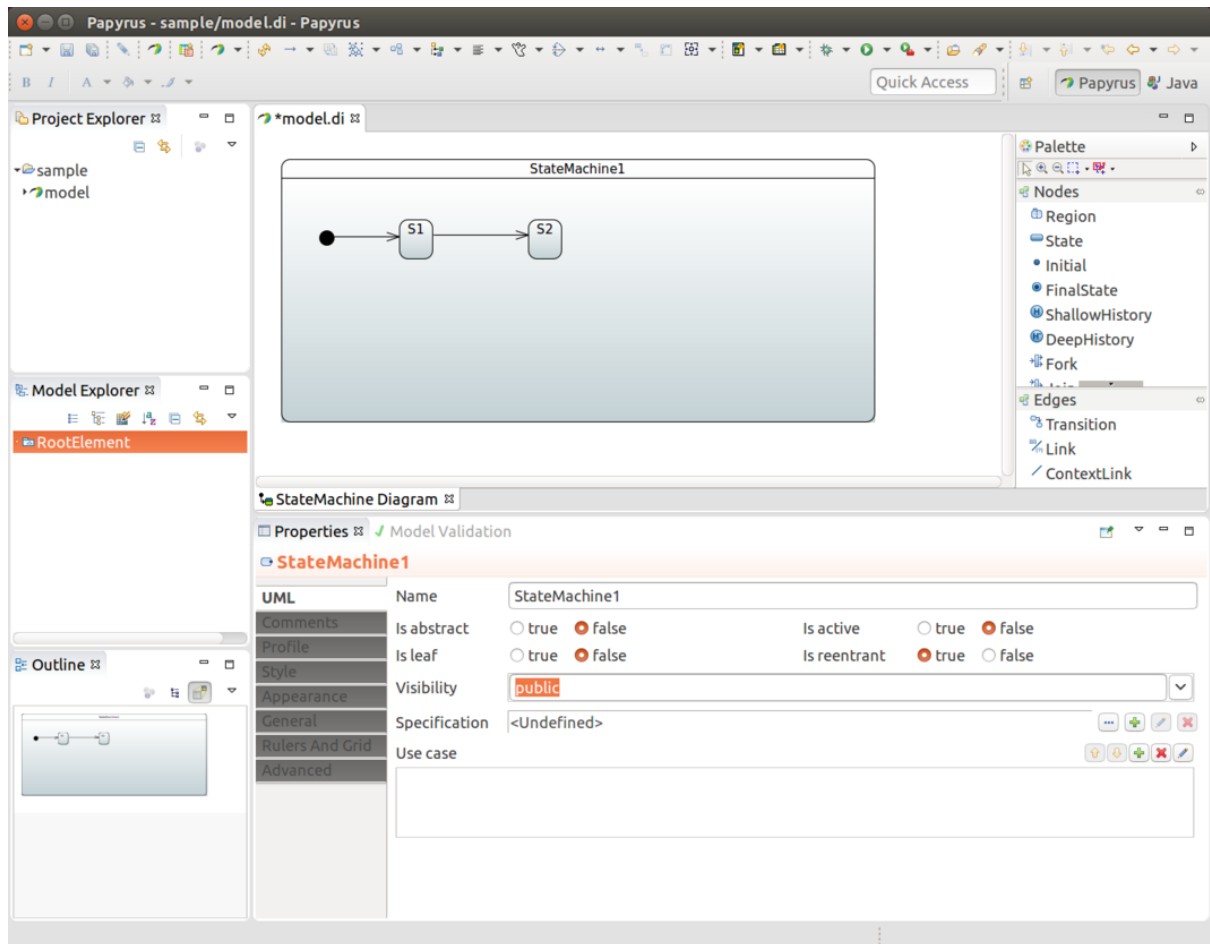 Papyrus - sample/model.di - Papyrus
B I A
Quick Access
Papyrus
Java
Project Explorer
sample
model
*model.di
StateMachine1
S1
S2
Palette
Nodes
Region
State
Initial
FinalState
ShallowHistory
DeepHistory
Fork
Edges
Transition
Link
ContextLink
Model Explorer
RootElement
StateMachine Diagram
Properties
Model Validation
StateMachine1
UML
Comments
Profile
Style
Appearance
General
Rulers And Grid
Advanced
Name StateMachine1
Is abstract true false Is active true false
Is leaf true false Is reentrant true false
Visibility public
Specification <Undefined>
Use case
Outline